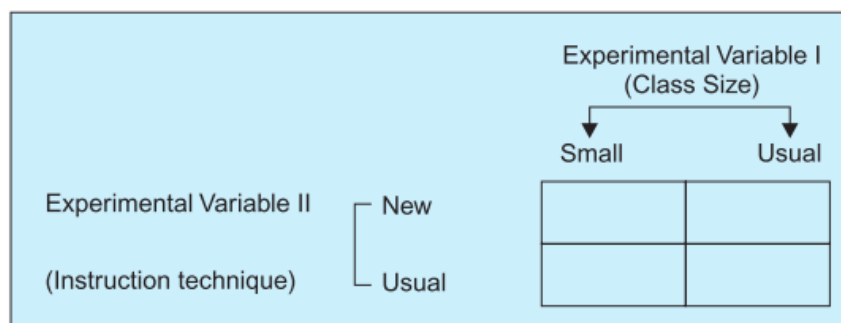 Experimental Variable I
(Class Size)
Small Usual
Experimental Variable II
New
(Instruction technique)
Usual